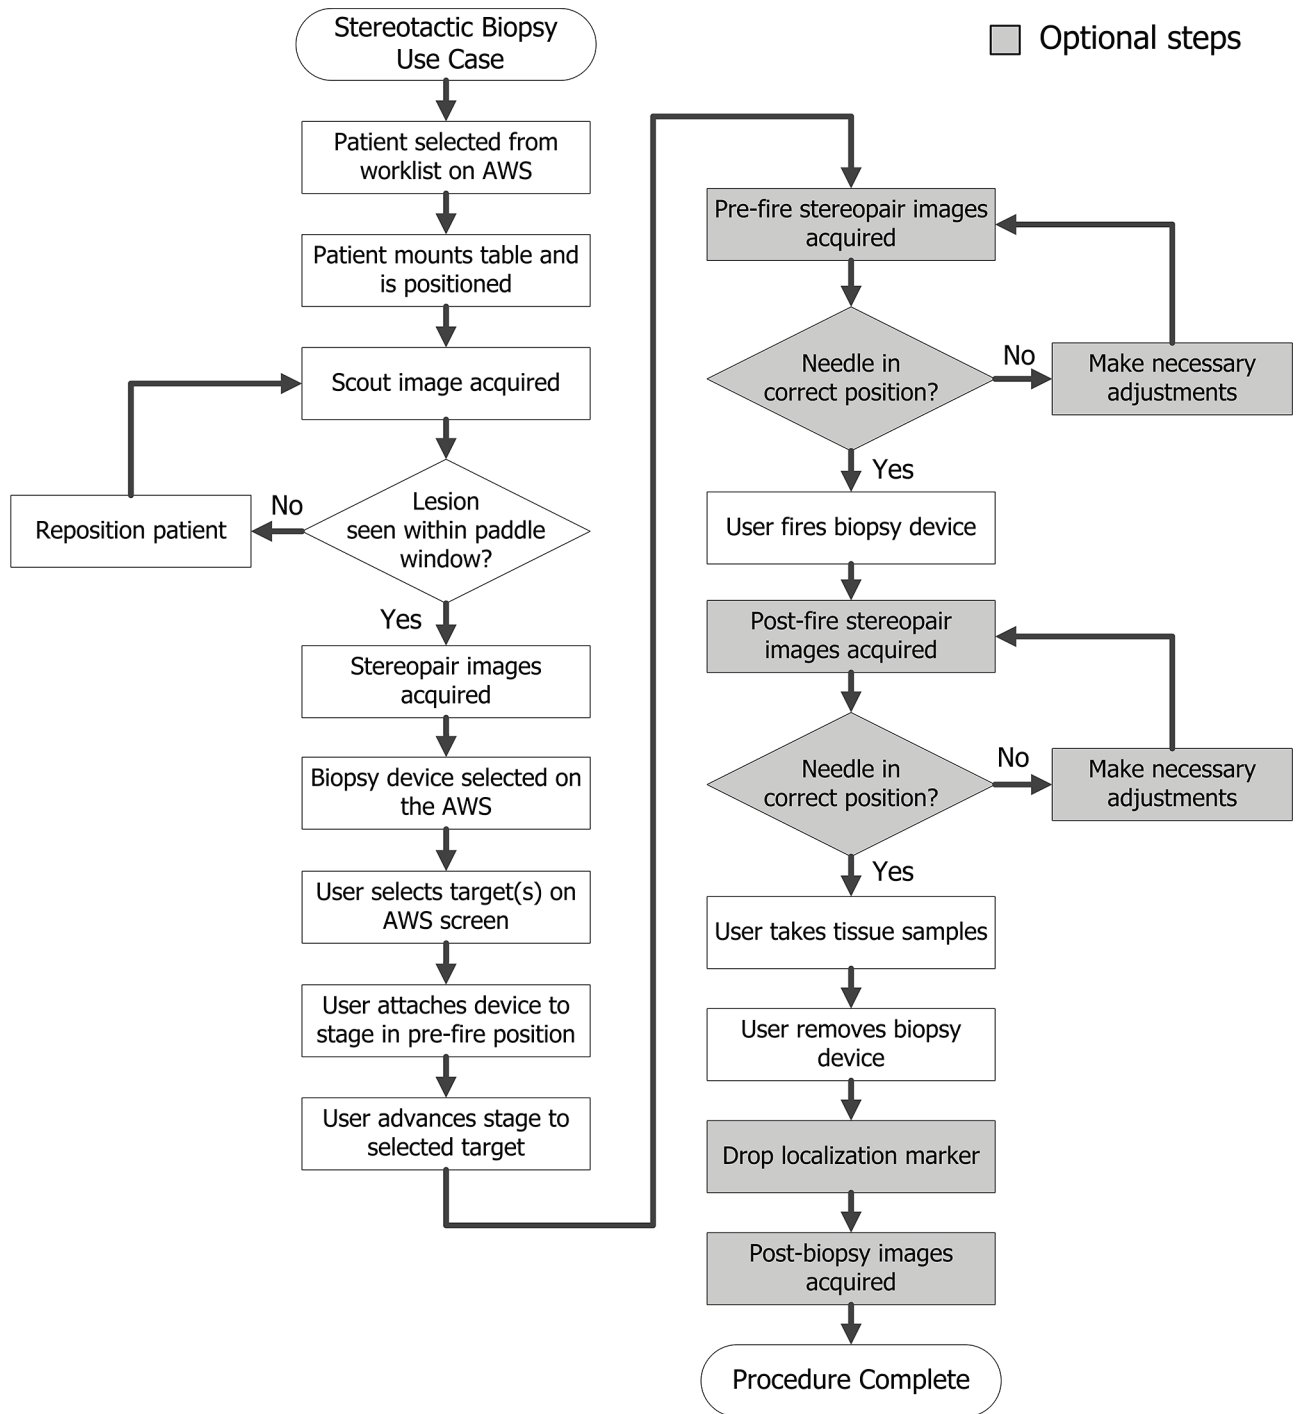 Stereotactic Biopsy
Use Case
Optional steps
Patient selected from
worklist on AWS
Patient mounts table and
is positioned
Scout image acquired
Lesion
seen within paddle
window?
No
Reposition patient
Yes
Stereopair images
acquired
Biopsy device selected on
the AWS
User selects target(s) on
AWS screen
User attaches device to
stage in pre-fire position
User advances stage to
selected target
Pre-fire stereopair images
acquired
Needle in
correct position?
No
Make necessary
adjustments
Yes
User fires biopsy device
Post-fire stereopair
images acquired
Needle in
correct position?
No
Make necessary
adjustments
Yes
User takes tissue samples
User removes biopsy
device
Drop localization marker
Post-biopsy images
acquired
Procedure Complete